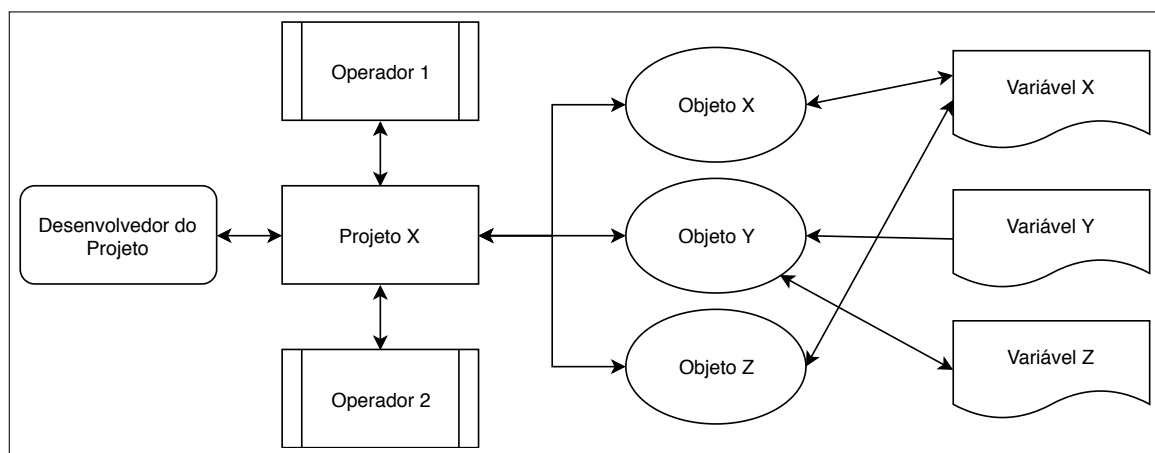 Operador 1
Objeto X
Variável X
Desenvolvedor do
Projeto
Projeto X
Objeto Y
Variável Y
Operador 2
Objeto Z
Variável Z